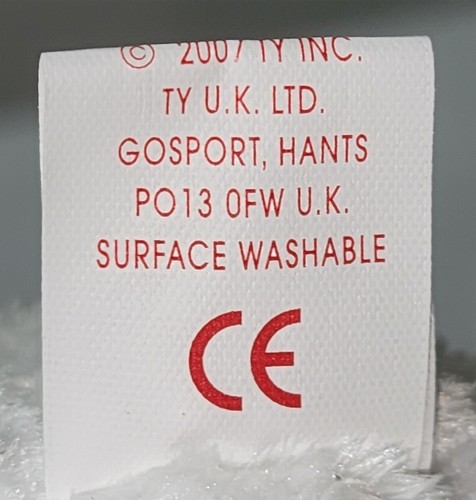 © 2007 TY INC.
TY U.K. LTD.
GOSPORT, HANTS
PO13 0FW U.K.
SURFACE WASHABLE
CE